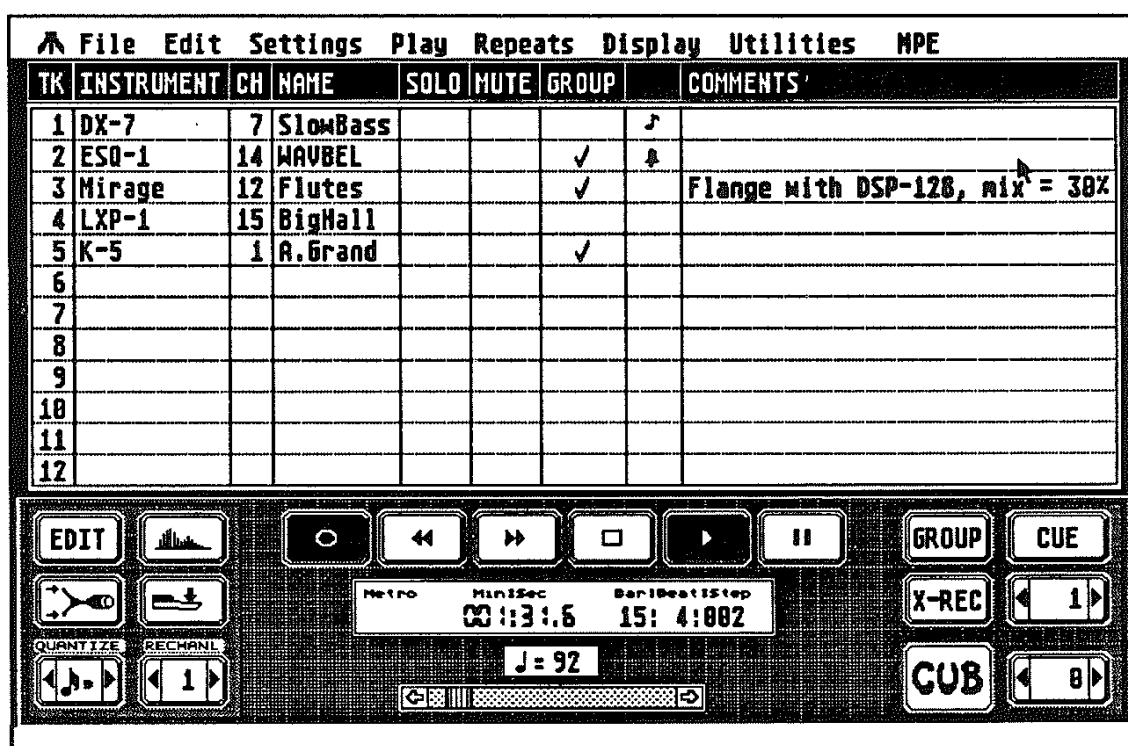 File Edit Settings Play Repeats Display Utilities MPE
TK INSTRUMENT CH NAME SOLO MUTE GROUP COMMENTS
1 DX-7 7 SlowBass
2 ESQ-1 14 WAVBEL ✓
3 Mirage 12 Flutes ✓ Flange with DSP-128, mix = 30%
4 LXP-1 15 BigHall
5 K-5 1 A.Grand ✓
6
7
8
9
10
11
12
EDIT GROUP CUE
Metro Min|Sec Bar|Beat|Step
00:31.6 15: 4:002
X-REC 1
QUANTIZE RECHANL
1
♩ = 92
CUB 0